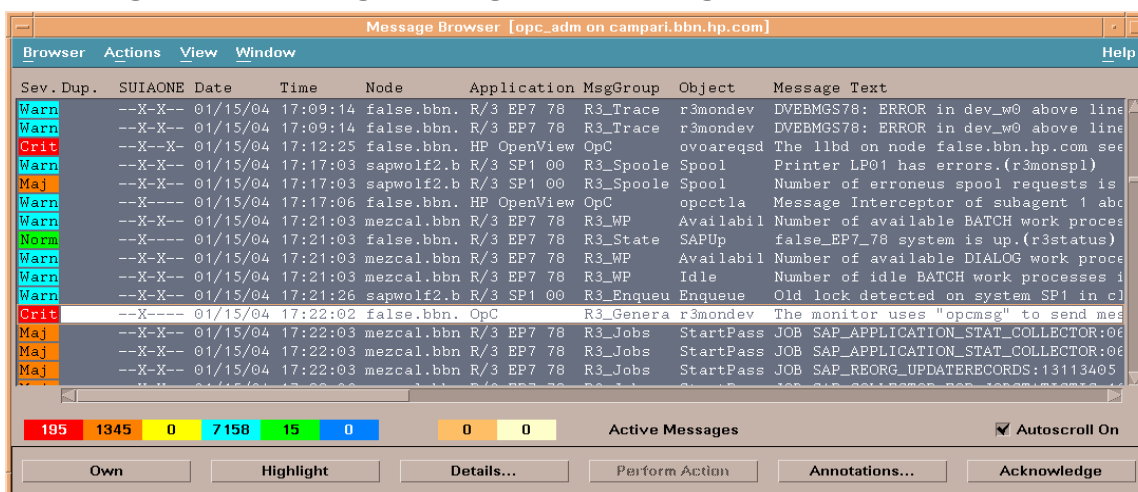 Message Browser [opc_adm on campari.bbn.hp.com]
Browser Actions View Window Help
Sev. Dup. SUIAONE Date Time Node Application MsgGroup Object Message Text
Warn --X-X-- 01/15/04 17:09:14 false.bbn. R/3 EP7 78 R3_Trace r3mondev DVEBMGS78: ERROR in dev_w0 above line
Warn --X-X-- 01/15/04 17:09:14 false.bbn. R/3 EP7 78 R3_Trace r3mondev DVEBMGS78: ERROR in dev_w0 above line
Crit --X--X- 01/15/04 17:12:25 false.bbn. HP OpenView OpC ovoareqsd The llbd on node false.bbn.hp.com see
Warn --X-X-- 01/15/04 17:17:03 sapwolf2.b R/3 SP1 00 R3_Spoole Spool Printer LP01 has errors.(r3monspl)
Maj --X-X-- 01/15/04 17:17:03 sapwolf2.b R/3 SP1 00 R3_Spoole Spool Number of erroneus spool requests is
Warn --X---- 01/15/04 17:17:06 false.bbn. HP OpenView OpC opcctla Message Interceptor of subagent 1 abo
Warn --X-X-- 01/15/04 17:21:03 mezcal.bbn R/3 EP7 78 R3_WP Availabil Number of available BATCH work proces
Norm --X---- 01/15/04 17:21:03 false.bbn. R/3 EP7 78 R3_State SAPUp false_EP7_78 system is up.(r3status)
Warn --X-X-- 01/15/04 17:21:03 mezcal.bbn R/3 EP7 78 R3_WP Availabil Number of available DIALOG work proce
Warn --X-X-- 01/15/04 17:21:03 mezcal.bbn R/3 EP7 78 R3_WP Idle Number of idle BATCH work processes i
Warn --X-X-- 01/15/04 17:21:26 sapwolf2.b R/3 SP1 00 R3_Enqueu Enqueue Old lock detected on system SP1 in cl
Crit --X---- 01/15/04 17:22:02 false.bbn. OpC R3_Genera r3mondev The monitor uses "opcmsg" to send mes
Maj --X-X-- 01/15/04 17:22:03 mezcal.bbn R/3 EP7 78 R3_Jobs StartPass JOB SAP_APPLICATION_STAT_COLLECTOR:06
Maj --X-X-- 01/15/04 17:22:03 mezcal.bbn R/3 EP7 78 R3_Jobs StartPass JOB SAP_APPLICATION_STAT_COLLECTOR:06
Maj --X-X-- 01/15/04 17:22:03 mezcal.bbn R/3 EP7 78 R3_Jobs StartPass JOB SAP_REORG_UPDATERECORDS:13113405
195 1345 0 7158 15 0 0 0 Active Messages Autoscroll On
Own Highlight Details... Perform Action Annotations... Acknowledge